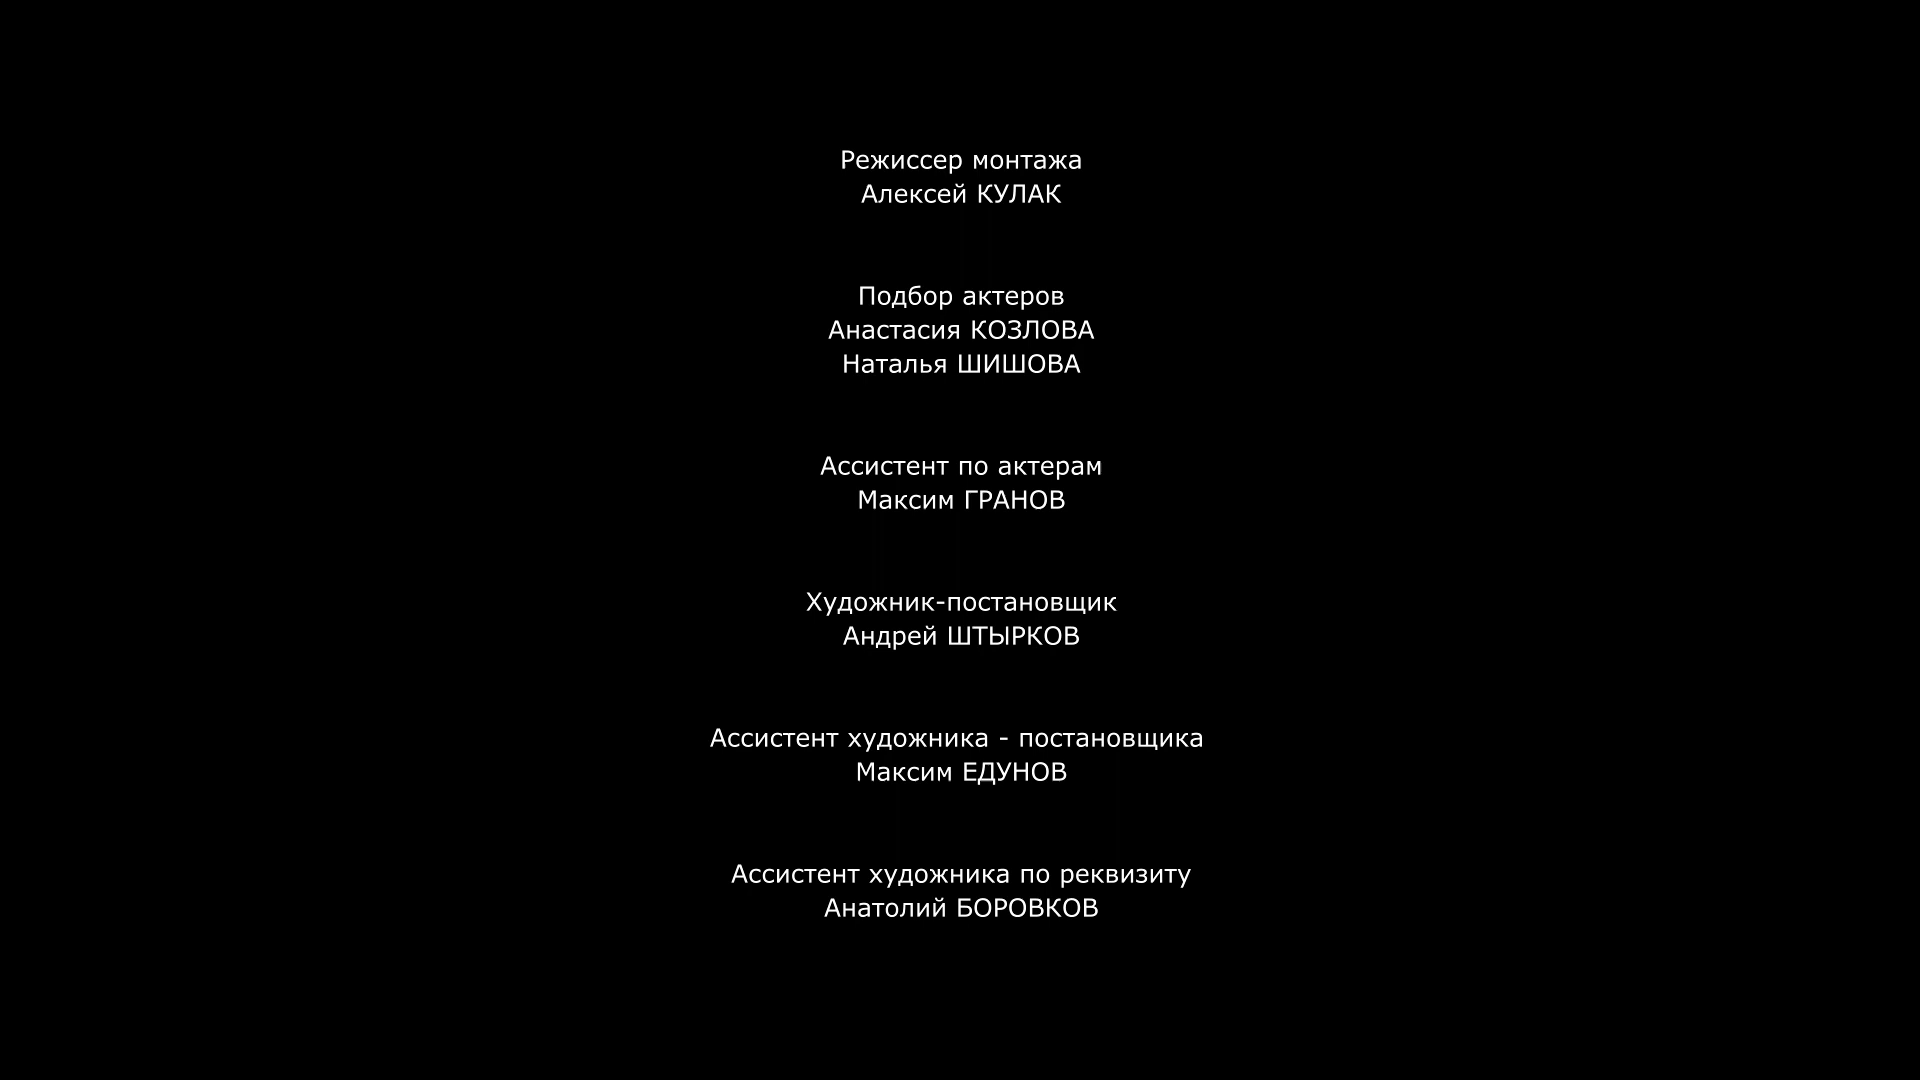 Режиссер монтажа
Алексей КУЛАК
Подбор актеров
Анастасия КОЗЛОВА
Наталья ШИШОВА
Ассистент по актерам
Максим ГРАНОВ
Художник-постановщик
Андрей ШТЫРКОВ
Ассистент художника - постановщика
Максим ЕДУНОВ
Ассистент художника по реквизиту
Анатолий БОРОВКОВ